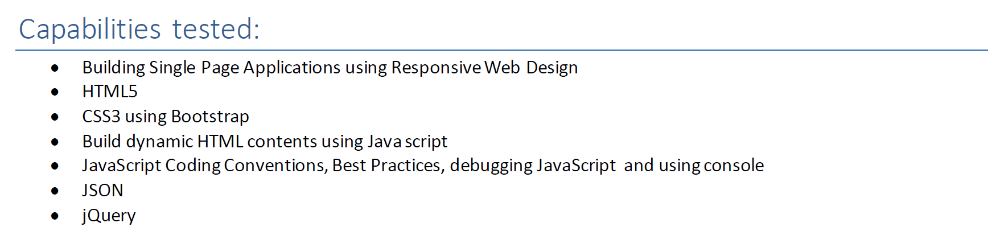 Capabilities tested:
● Building Single Page Applications using Responsive Web Design
● HTML5
● CSS3 using Bootstrap
● Build dynamic HTML contents using Java script
● JavaScript Coding Conventions, Best Practices, debugging JavaScript and using console
● JSON
● jQuery